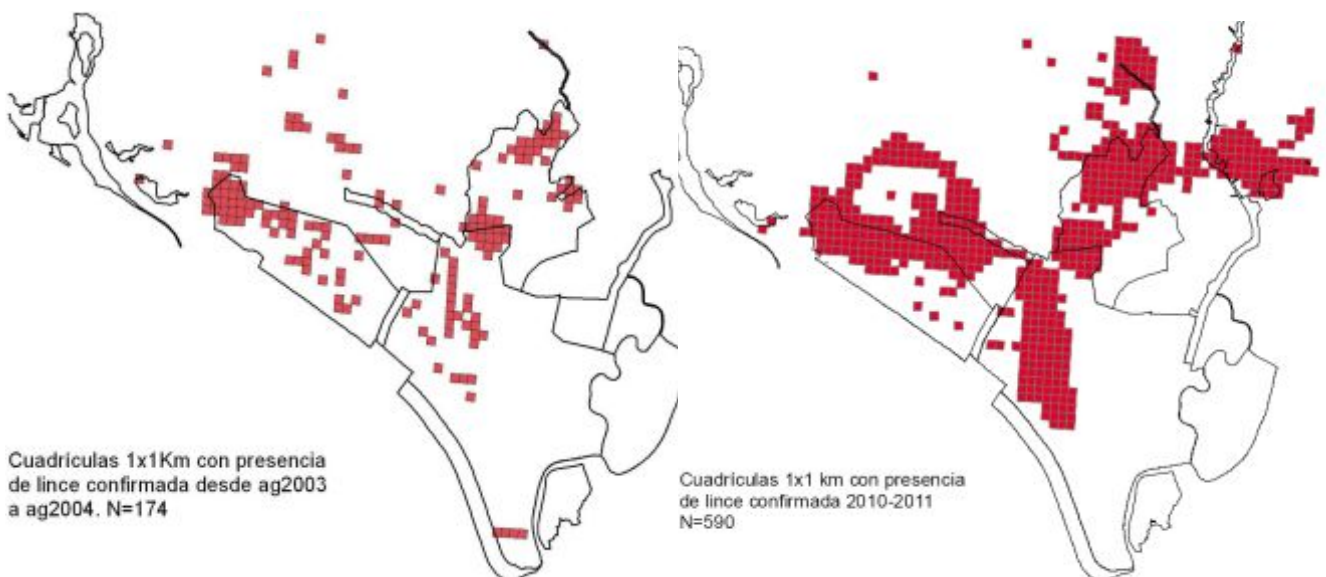 Cuadrículas 1x1Km con presencia
de lince confirmada desde ag2003
a ag2004. N=174
Cuadrículas 1x1 km con presencia
de lince confirmada 2010-2011
N=590